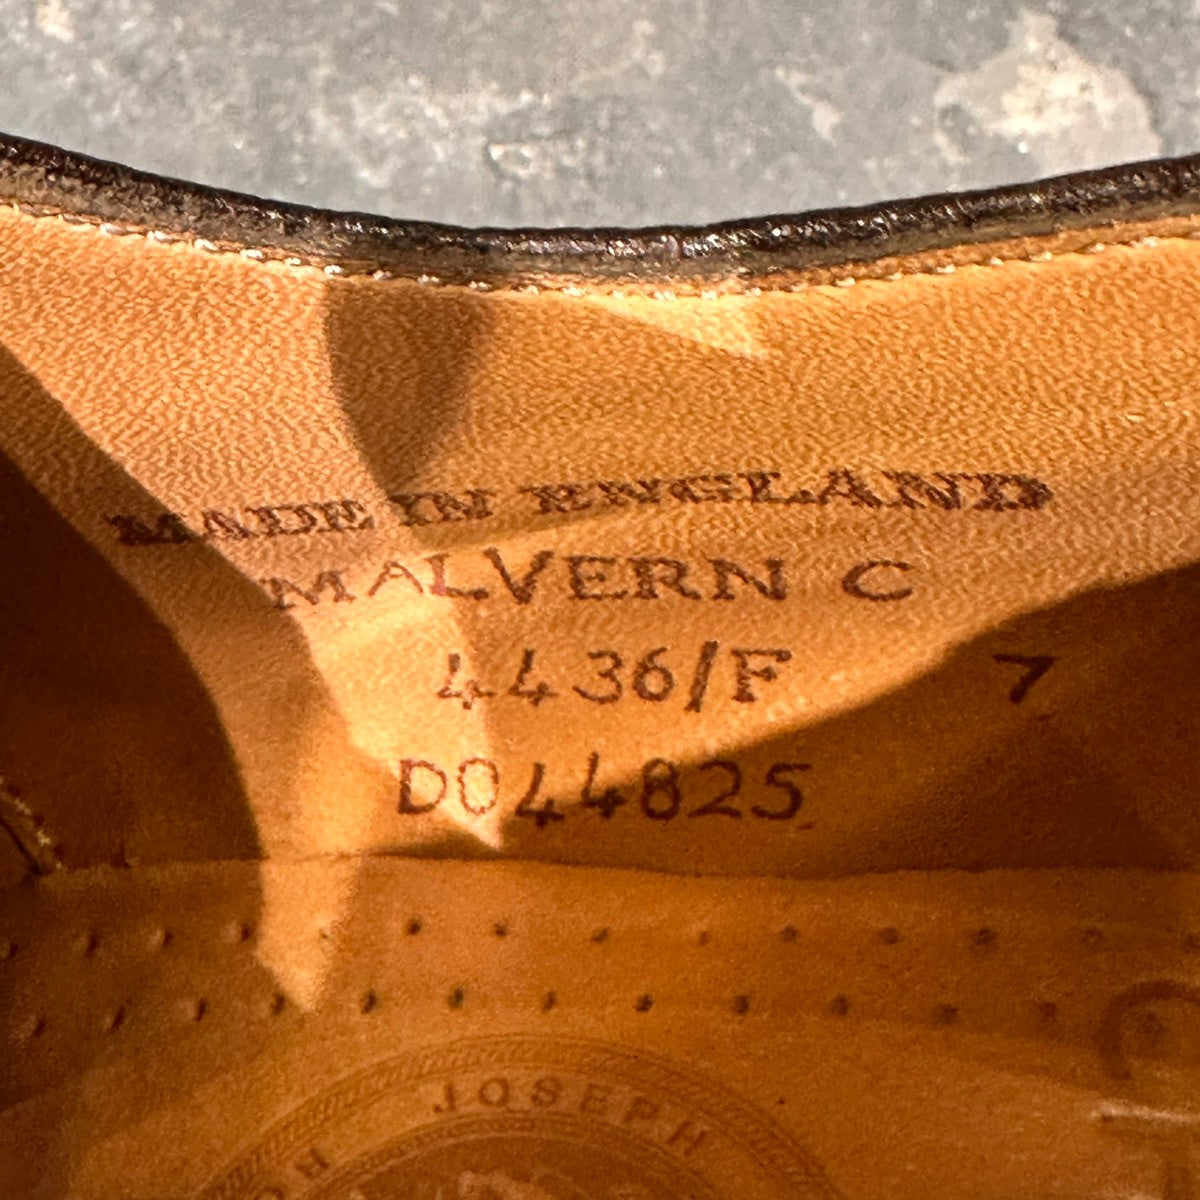 MADE IN ENGLAND
MALVERN C
4436/F 7
D044825
JOSEPH